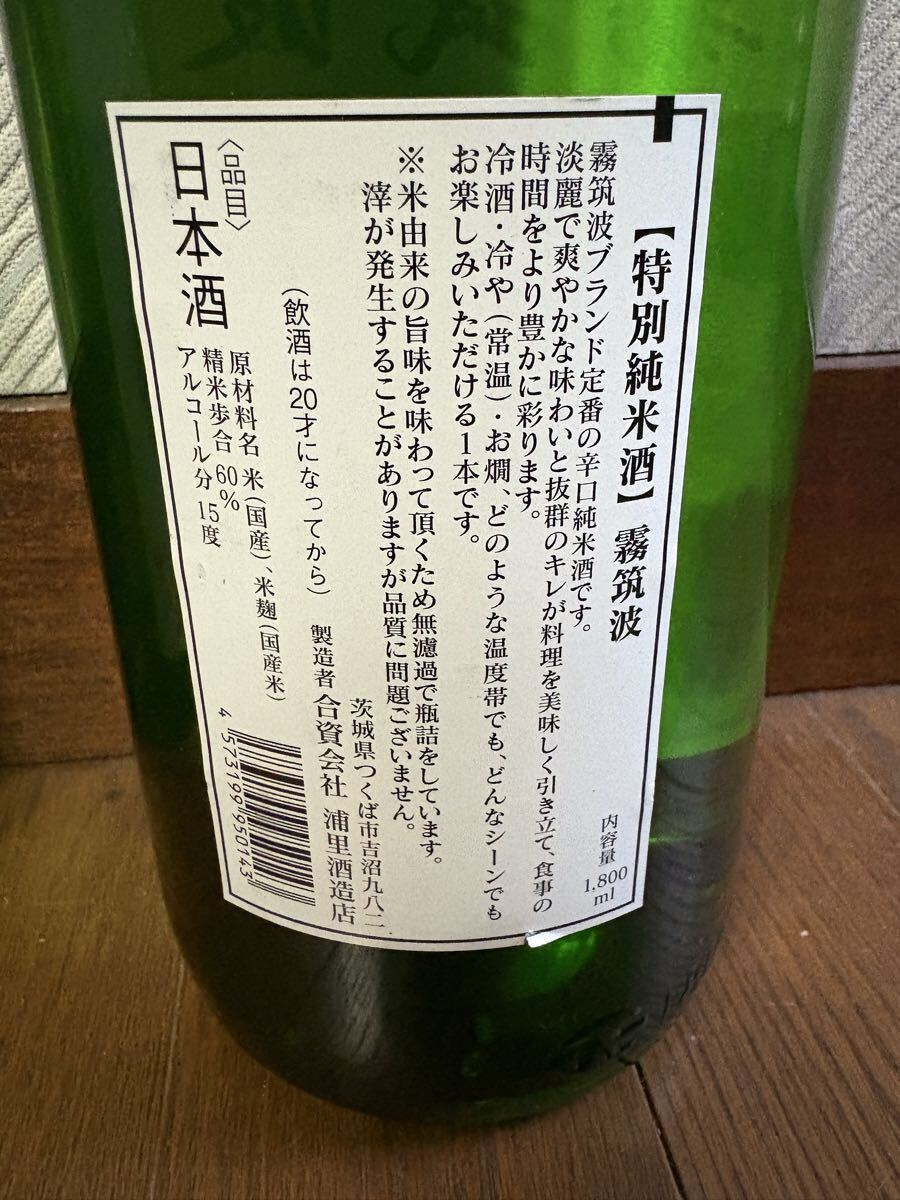 【特別純米酒】霧筑波
霧筑波ブランド定番の辛口純米酒です。
淡麗で爽やかな味わいと抜群のキレが料理を美味しく引き立て、食事の
時間をより豊かに彩ります。
冷酒・冷や（常温）・お燗、どのような温度帯でも、どんなシーンでも
お楽しみいただける1本です。
※米由来の旨味を味わって頂くため無濾過で瓶詰をしています。
滓が発生することがありますが品質に問題ございません。
内容量
1,800
ml
茨城県つくば市吉沼九八二
製造者 合資会社 浦里酒造店
（飲酒は20才になってから）
〈品目〉
日本酒
原材料名 米（国産）、米麹（国産米）
精米歩合 60%
アルコール分 15度
4 573199 950143